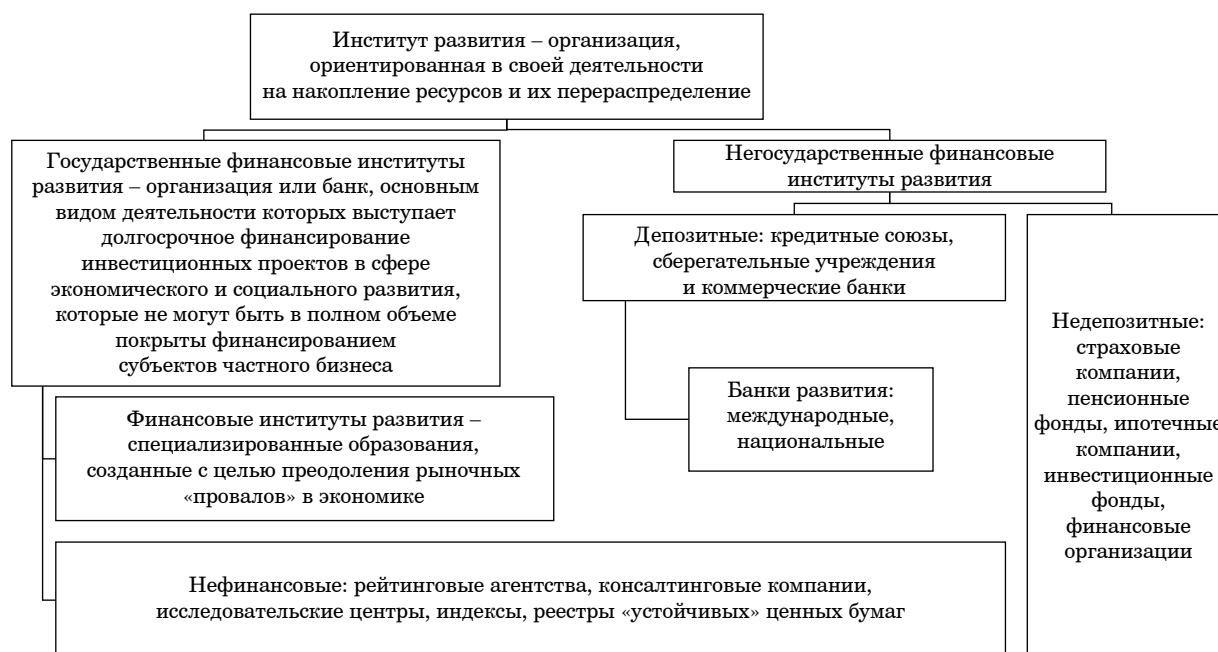 Институт развития – организация,
ориентированная в своей деятельности
на накопление ресурсов и их перераспределение
Государственные финансовые институты
развития – организация или банк, основным
видом деятельности которых выступает
долгосрочное финансирование
инвестиционных проектов в сфере
экономического и социального развития,
которые не могут быть в полном объеме
покрыты финансированием
субъектов частного бизнеса
Финансовые институты развития –
специализированные образования,
созданные с целью преодоления рыночных
«провалов» в экономике
Нефинансовые: рейтинговые агентства, консалтинговые компании,
исследовательские центры, индексы, реестры «устойчивых» ценных бумаг
Негосударственные финансовые
институты развития
Депозитные: кредитные союзы,
сберегательные учреждения
и коммерческие банки
Банки развития:
международные,
национальные
Недепозитные:
страховые
компании,
пенсионные
фонды, ипотечные
компании,
инвестиционные
фонды,
финансовые
организации